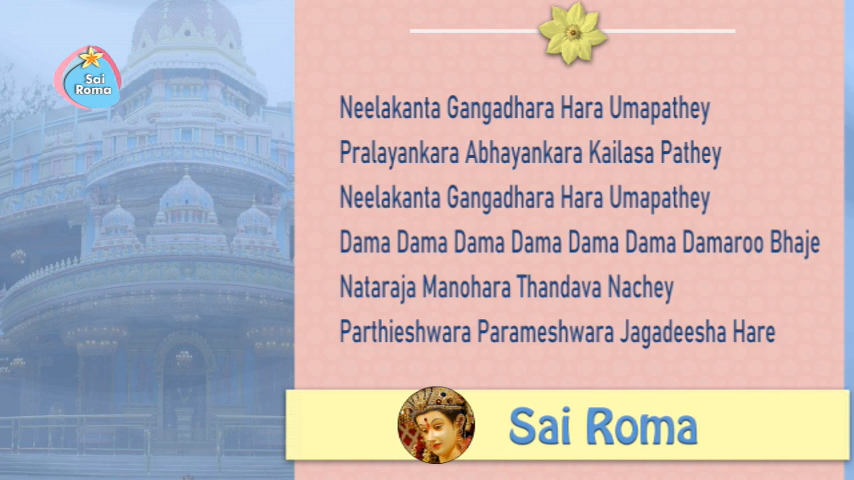 Sai
Roma
Neelakanta Gangadhara Hara Umapathey
Pralayankara Abhayankara Kailasa Pathey
Neelakanta Gangadhara Hara Umapathey
Dama Dama Dama Dama Dama Dama Damaroo Bhaje
Nataraja Manohara Thandava Nachey
Parthieshwara Parameshwara Jagadeesha Hare
Sai Roma